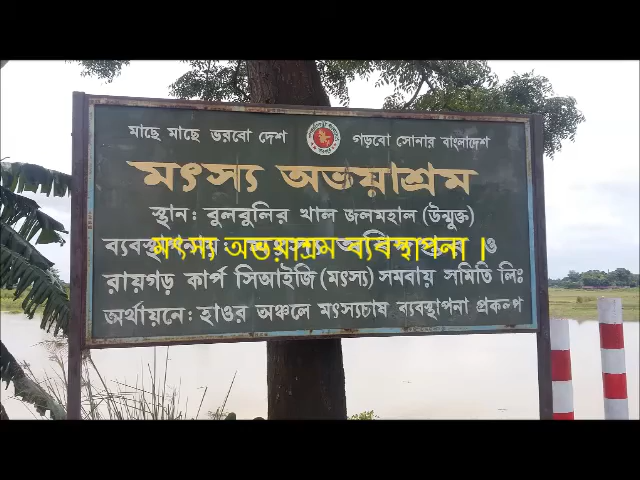 মাছে মাছে ভরবো দেশ গড়বো সোনার বাংলাদেশ
মৎস্য অভয়াশ্রম
স্থান: বুলবুলির খাল জলমহাল (উন্মুক্ত)
মৎস্য অভয়াশ্রম ব্যবস্থাপনা ।
রায়গড় কার্প সিআইজি (মৎস্য) সমবায় সমিতি লিঃ
অর্থায়নে: হাওর অঞ্চলে মৎস্যচাষ ব্যবস্থাপনা প্রকল্প